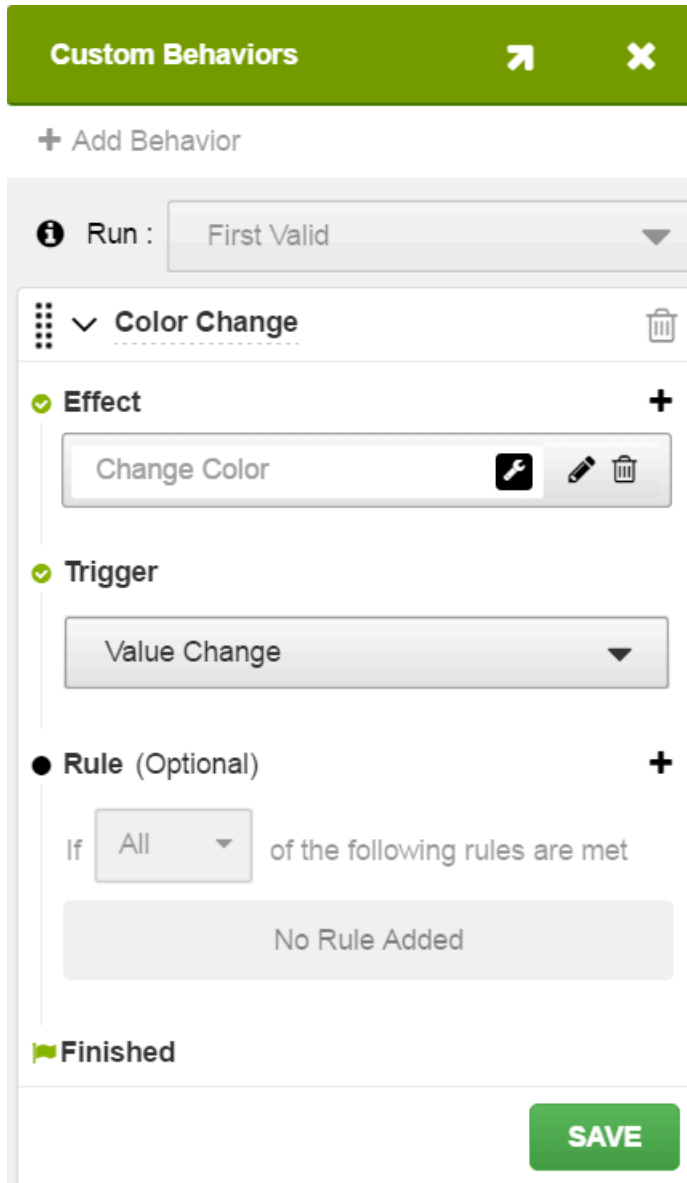 Custom Behaviors
Add Behavior
Run : First Valid
Color Change
Effect
Change Color
Trigger
Value Change
Rule (Optional)
If All of the following rules are met
No Rule Added
Finished
SAVE